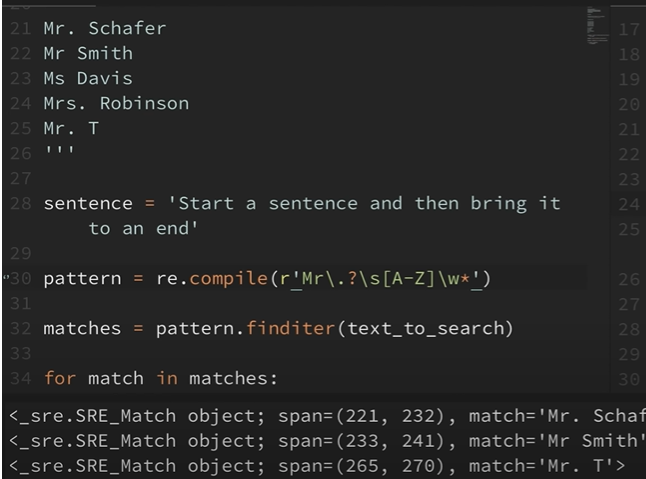 21 Mr. Schafer
22 Mr Smith
23 Ms Davis
24 Mrs. Robinson
25 Mr. T
26 '''
27
28 sentence = 'Start a sentence and then bring it
to an end'
29
30 pattern = re.compile(r'Mr\.?\s[A-Z]\w*')
31
32 matches = pattern.finditer(text_to_search)
33
34 for match in matches:
<_sre.SRE_Match object; span=(221, 232), match='Mr. Schaf
<_sre.SRE_Match object; span=(233, 241), match='Mr Smith'
<_sre.SRE_Match object; span=(265, 270), match='Mr. T'>
17
18
19
20
21
22
23
24
25
26
27
28
29
30